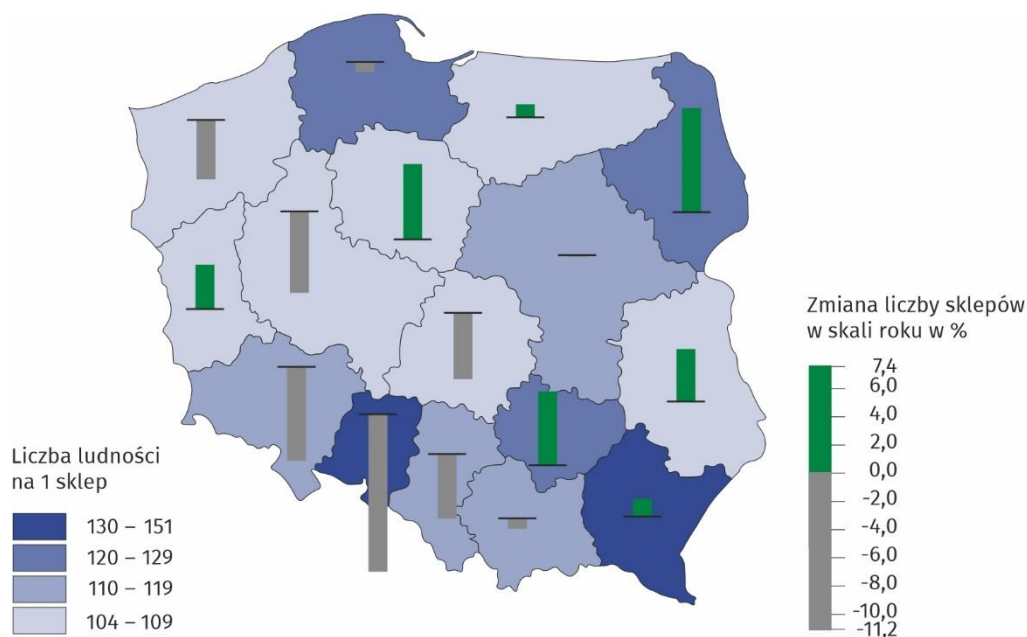 Zmiana liczby sklepów
w skali roku w %
7,4
6,0
4,0
2,0
0,0
-2,0
-4,0
-6,0
-8,0
-10,0
-11,2
Liczba ludności
na 1 sklep
130 – 151
120 – 129
110 – 119
104 – 109